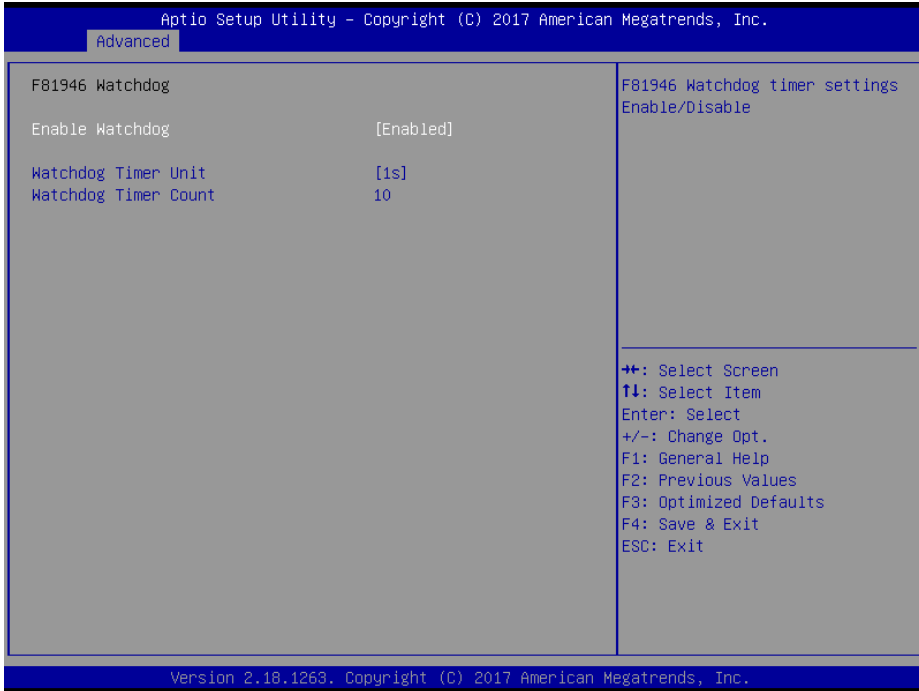 Aptio Setup Utility – Copyright (C) 2017 American Megatrends, Inc.
Advanced
F81946 Watchdog
Enable Watchdog [Enabled]
Watchdog Timer Unit [1s]
Watchdog Timer Count 10
F81946 Watchdog timer settings
Enable/Disable
→←: Select Screen
↑↓: Select Item
Enter: Select
+/-: Change Opt.
F1: General Help
F2: Previous Values
F3: Optimized Defaults
F4: Save & Exit
ESC: Exit
Version 2.18.1263. Copyright (C) 2017 American Megatrends, Inc.